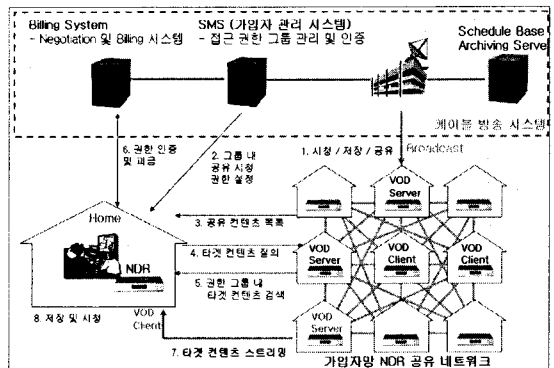 Billing System
- Negotiation 및 Billing 시스템
SMS (가입자 관리 시스템)
- 접근 권한 그룹 관리 및 인증
Schedule Base
Archiving Server
케이블 방송 시스템
6. 권한 인증
및 과금
2. 그룹 내
공유 시청
권한 설정
1. 시청 / 저장 / 공유
Broadcast
Home
NDR
8. 저장 및 시청
VOD
Client
3. 공유 컨텐츠 목록
4. 타겟 컨텐츠 질의
5. 권한 그룹 내
타겟 컨텐츠 검색
7. 타겟 컨텐츠 스트리밍
VOD
Server
VOD
Server
VOD
Client
VOD
Client
VOD
Server
가입자망 NDR 공유 네트워크